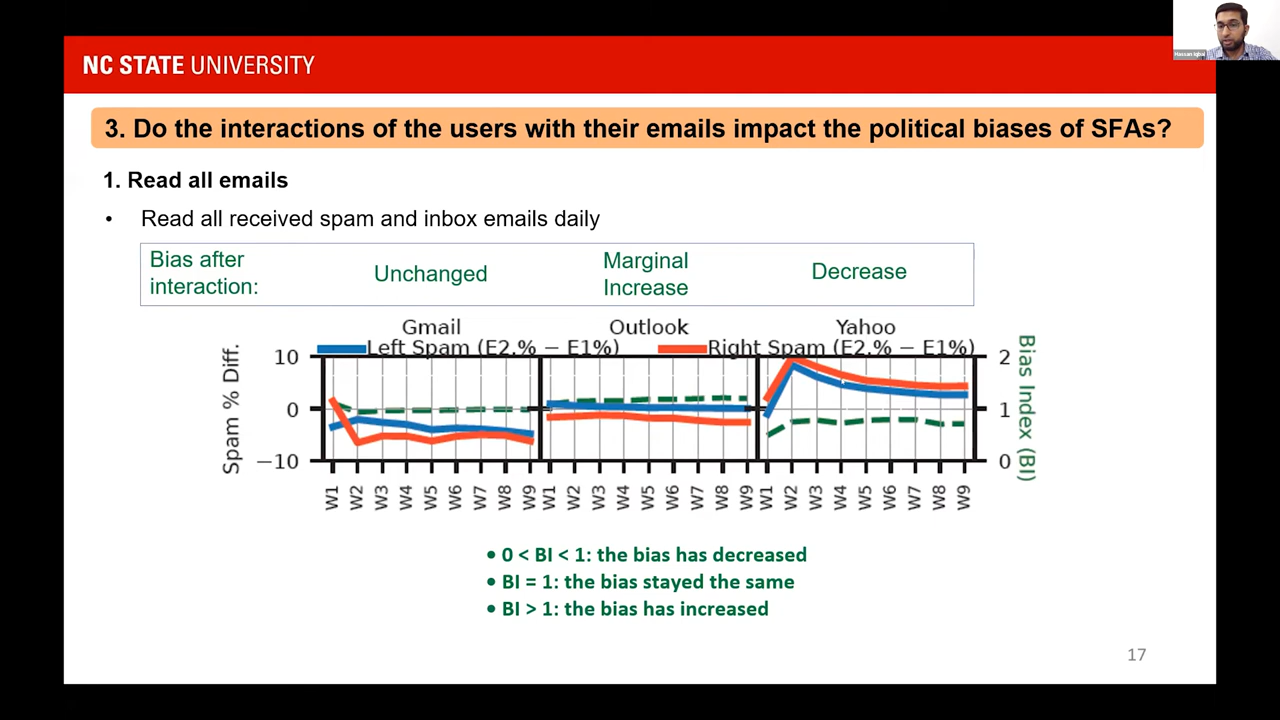 Hassan Iqbal
NC STATE UNIVERSITY
3. Do the interactions of the users with their emails impact the political biases of SFAs?
1. Read all emails
• Read all received spam and inbox emails daily
Bias after interaction:
Unchanged
Marginal Increase
Decrease
Gmail Outlook Yahoo
Left Spam (E2.% − E1%) Right Spam (E2.% − E1%)
Spam % Diff.
10
0
−10
2
1
0
Bias Index (BI)
W1 W2 W3 W4 W5 W6 W7 W8 W9 W1 W2 W3 W4 W5 W6 W7 W8 W9 W1 W2 W3 W4 W5 W6 W7 W8 W9
• 0 < BI < 1: the bias has decreased
• BI = 1: the bias stayed the same
• BI > 1: the bias has increased
17